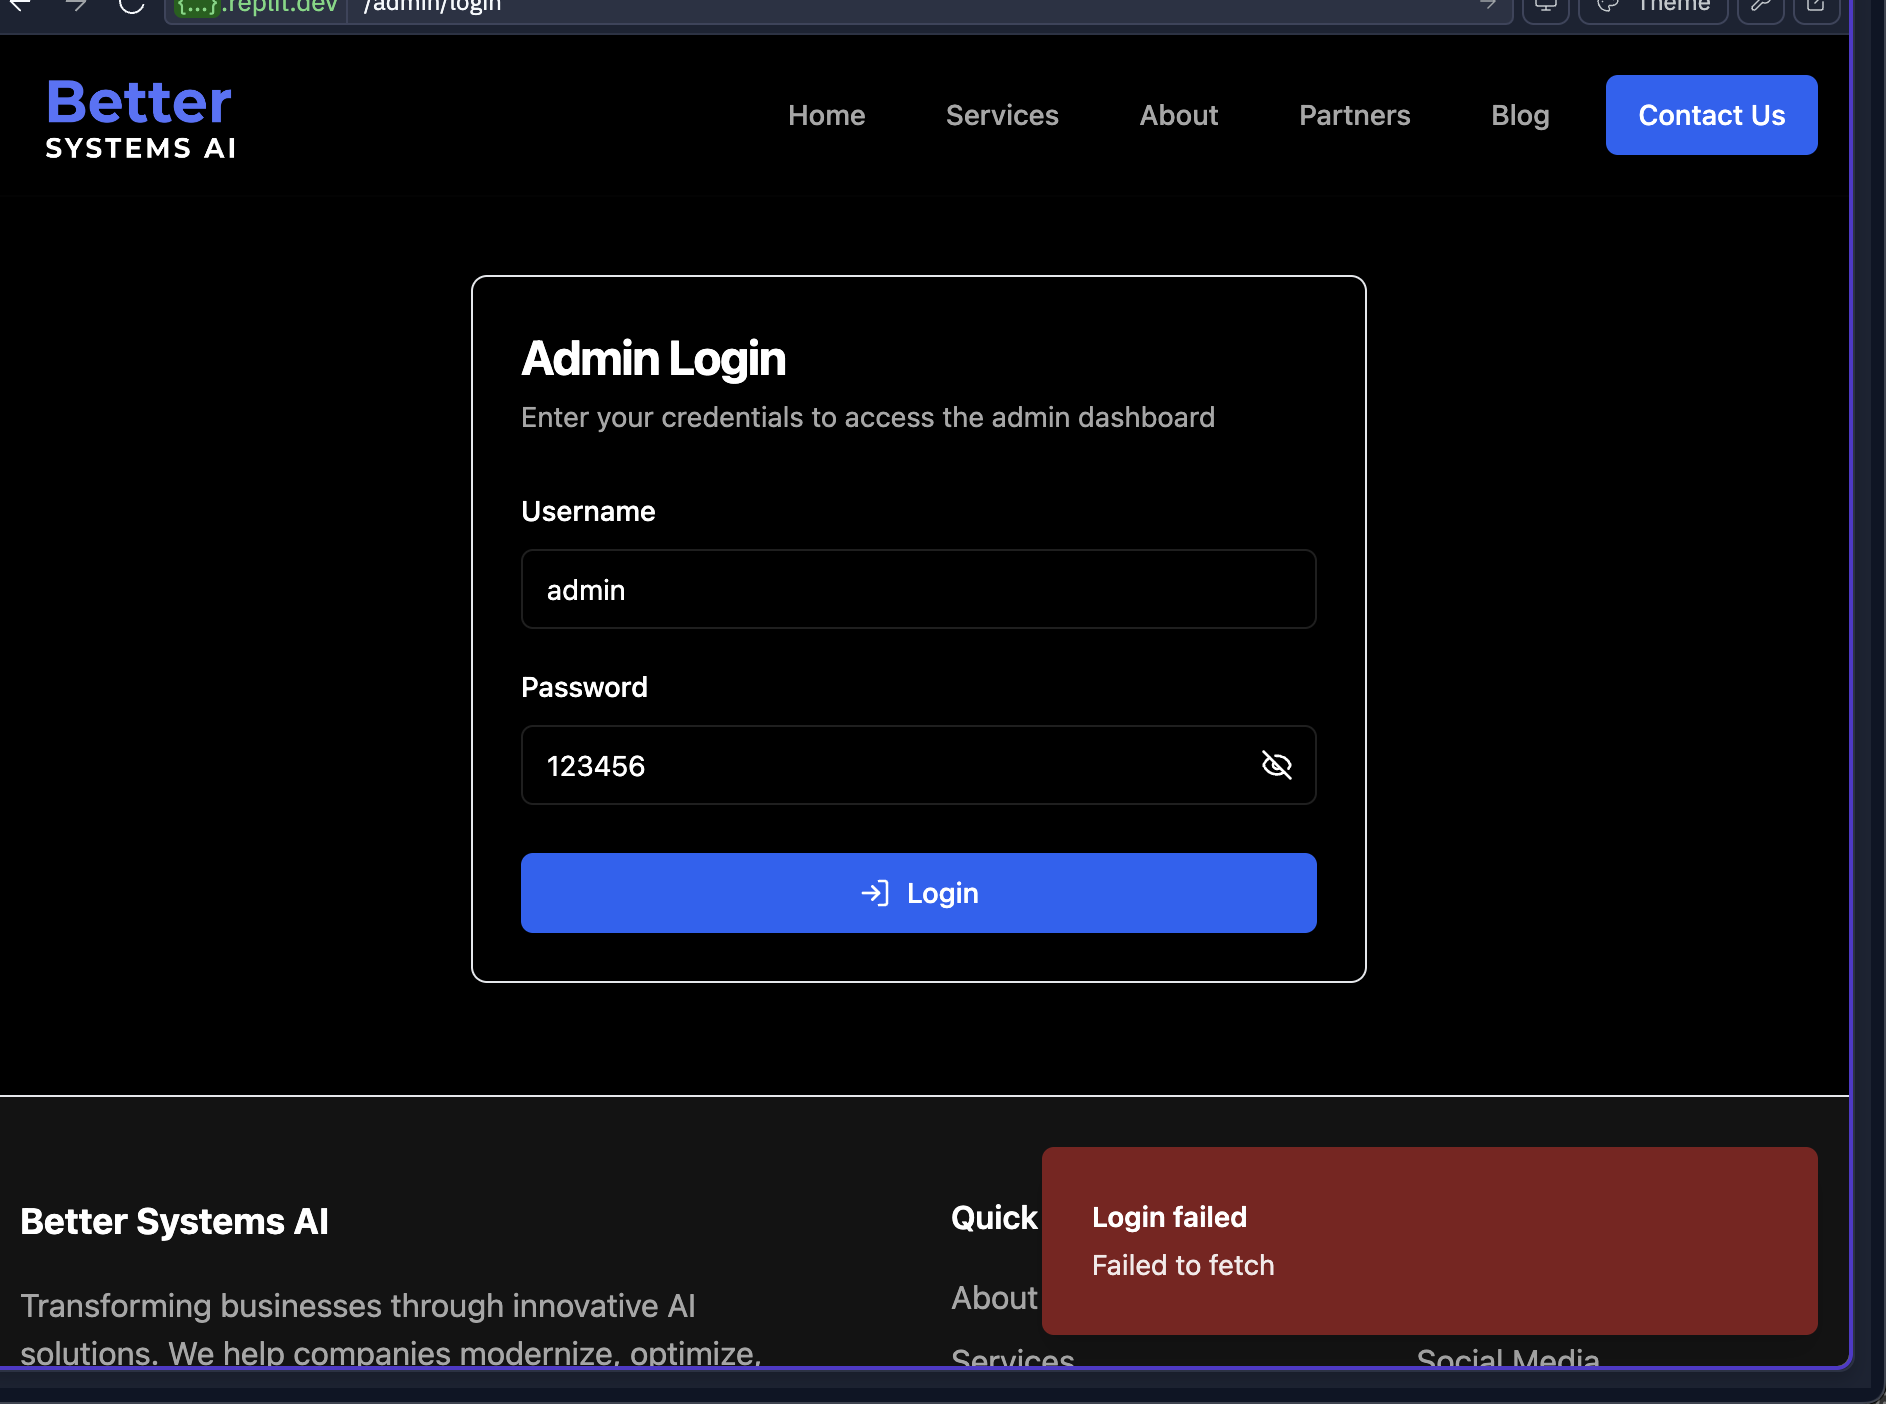 {...}.replit.dev /admin/login
Theme
Better
SYSTEMS AI
Home
Services
About
Partners
Blog
Contact Us
Admin Login
Enter your credentials to access the admin dashboard
Username
admin
Password
123456
Login
Better Systems AI
Transforming businesses through innovative AI
solutions. We help companies modernize, optimize,
Quick
About
Services
Social Media
Login failed
Failed to fetch